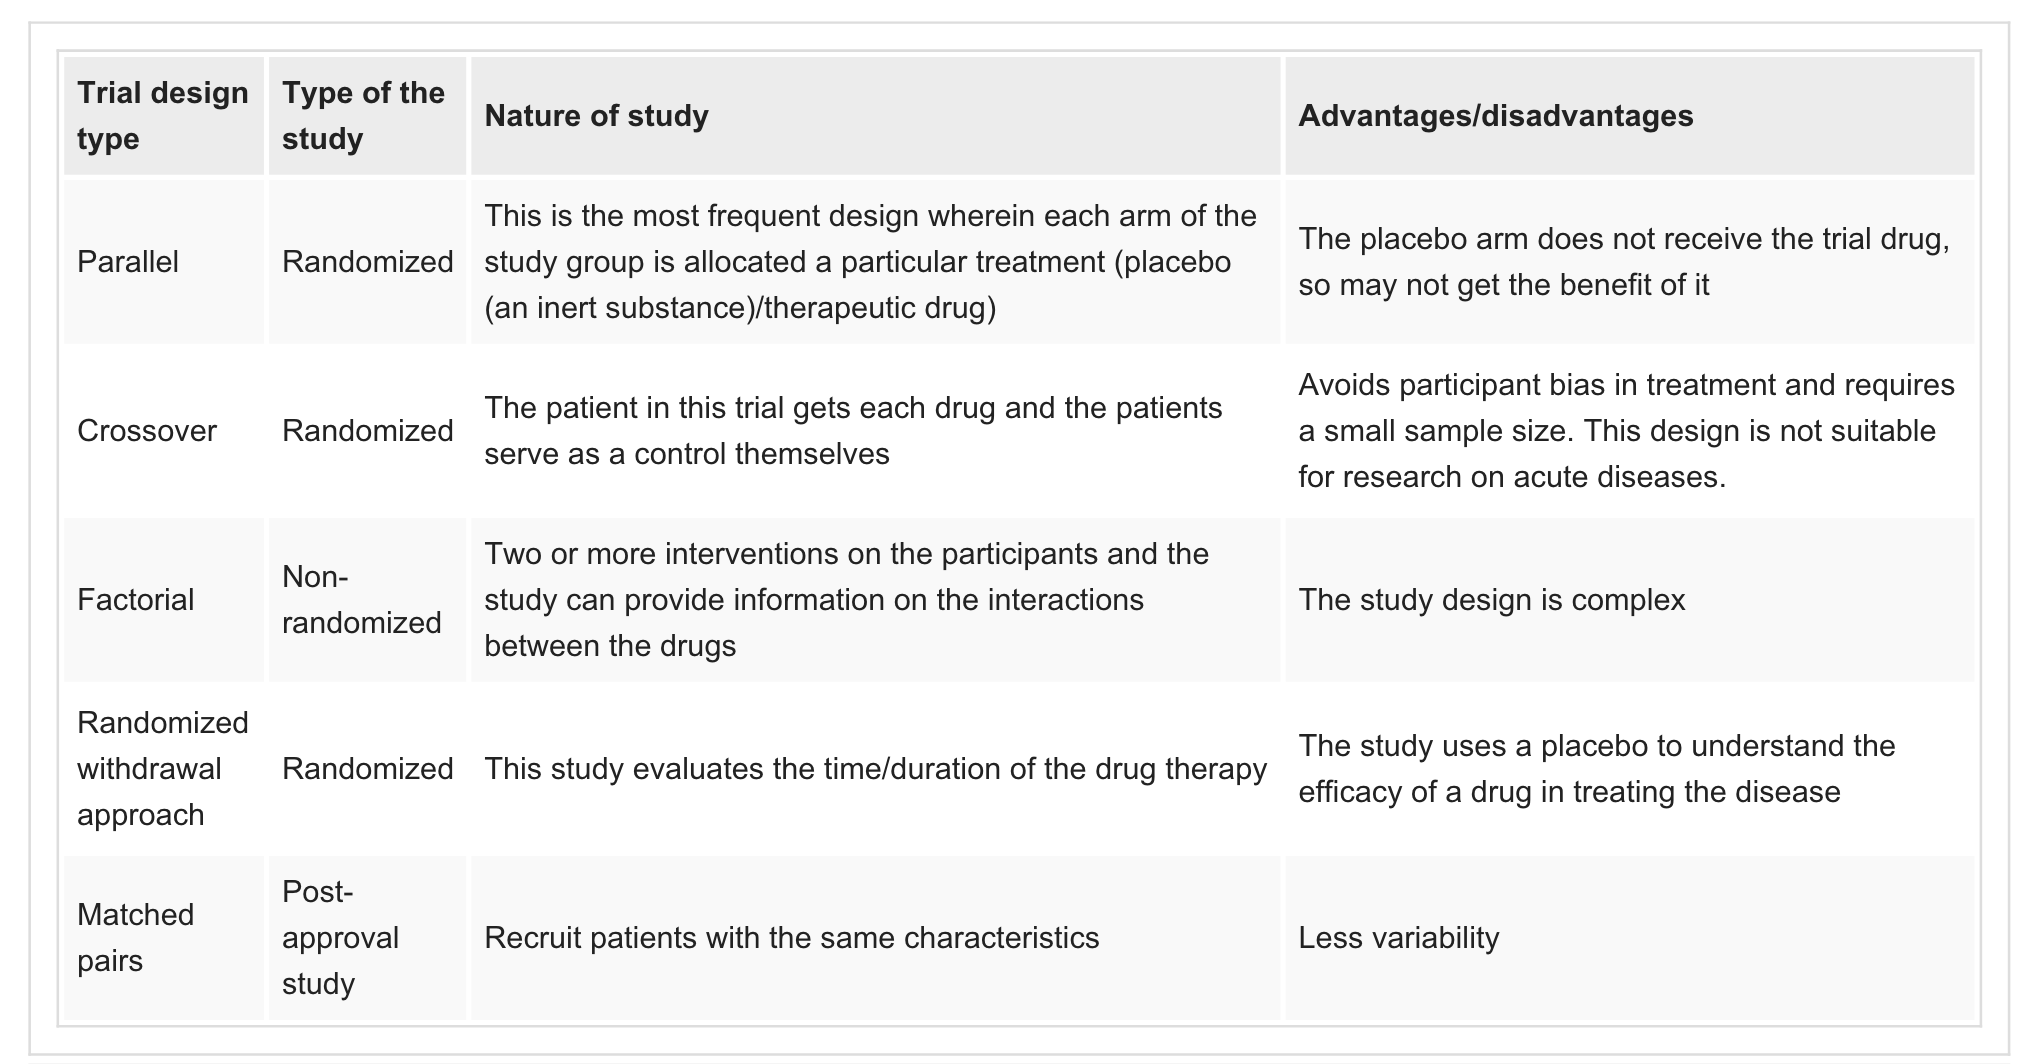 Trial design
type
Type of the
study
Nature of study
Advantages/disadvantages
Parallel
Randomized
This is the most frequent design wherein each arm of the
study group is allocated a particular treatment (placebo
(an inert substance)/therapeutic drug)
The placebo arm does not receive the trial drug,
so may not get the benefit of it
Crossover
Randomized
The patient in this trial gets each drug and the patients
serve as a control themselves
Avoids participant bias in treatment and requires
a small sample size. This design is not suitable
for research on acute diseases.
Factorial
Non-
randomized
Two or more interventions on the participants and the
study can provide information on the interactions
between the drugs
The study design is complex
Randomized
withdrawal
approach
Randomized
This study evaluates the time/duration of the drug therapy
The study uses a placebo to understand the
efficacy of a drug in treating the disease
Matched
pairs
Post-
approval
study
Recruit patients with the same characteristics
Less variability